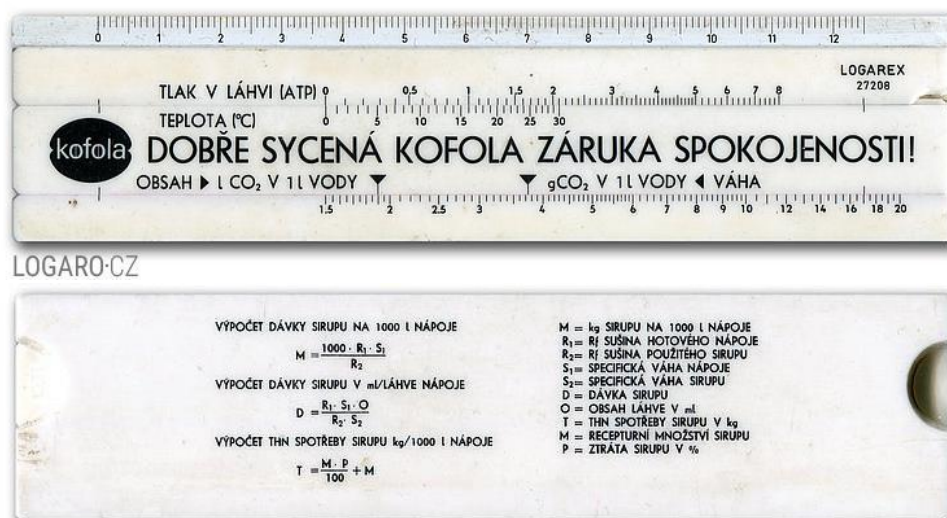 0 1 2 3 4 5 6 7 8 9 10 11 12
LOGAREX
27208
TLAK V LÁHVI (ATP) 0 0,5 1 1,5 2 3 4 5 6 7 8
TEPLOTA (°C) 0 5 10 15 20 25 30
kofola DOBŘE SYCENÁ KOFOLA ZÁRUKA SPOKOJENOSTI!
OBSAH ▶ l CO₂ V 1l VODY ▼ ▼ gCO₂ V 1l VODY ◀ VÁHA
1.5 2 2.5 3 4 5 6 7 8 9 10 12 14 16 18 20
LOGARO·CZ
VÝPOČET DÁVKY SIRUPU NA 1000 l NÁPOJE
M = 1000 · R₁ · S₁ / R₂
VÝPOČET DÁVKY SIRUPU V ml/LÁHVE NÁPOJE
D = R₁ · S₁ · O / R₂ · S₂
VÝPOČET THN SPOTŘEBY SIRUPU kg/1000 l NÁPOJE
T = M · P / 100 + M
M = kg SIRUPU NA 1000 l NÁPOJE
R₁ = Rf SUŠINA HOTOVÉHO NÁPOJE
R₂ = Rf SUŠINA POUŽITÉHO SIRUPU
S₁ = SPECIFICKÁ VÁHA NÁPOJE
S₂ = SPECIFICKÁ VÁHA SIRUPU
D = DÁVKA SIRUPU
O = OBSAH LÁHVE V ml
T = THN SPOTŘEBY SIRUPU V kg
M = RECEPTURNÍ MNOŽSTVÍ SIRUPU
P = ZTRÁTA SIRUPU V %